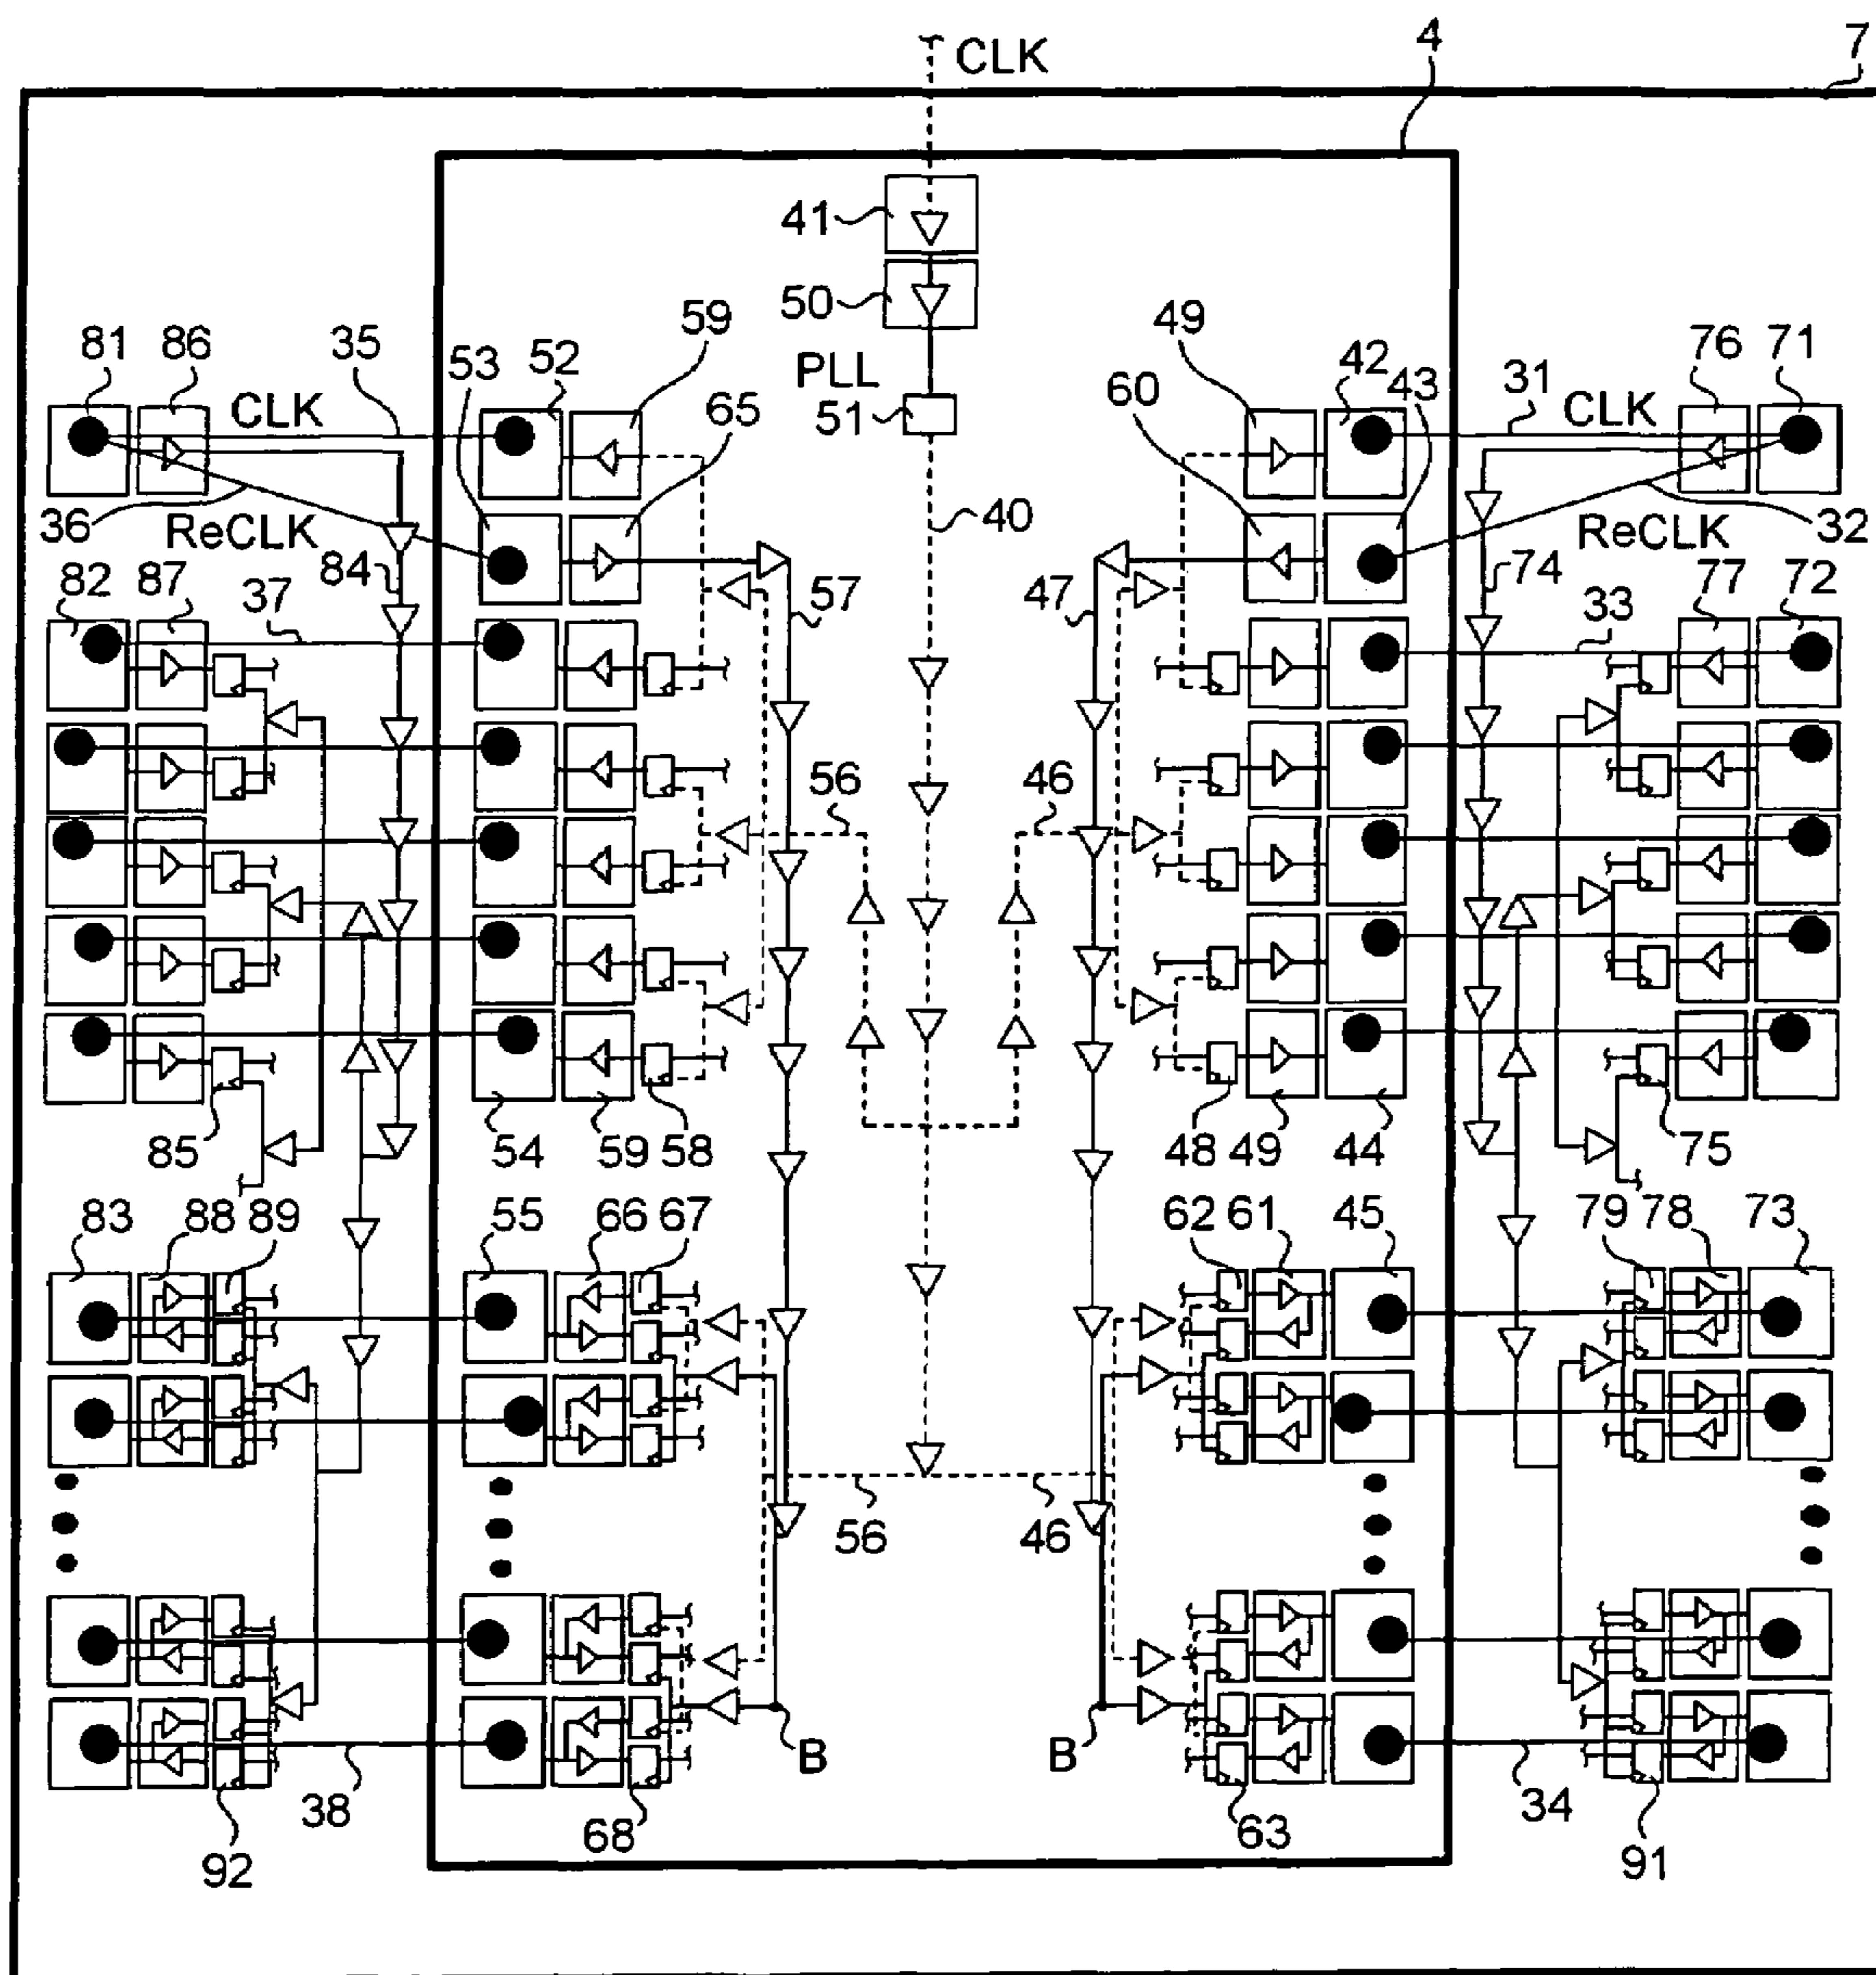 7
4
CLK
41
50
81 86 35 53 52 59 PLL 49 42 43 31 76 71
CLK 65 51 60 CLK
36 ReCLK 40 ReCLK 32
82 87 37 84 57 47 74 33 77 72
56 46
85 54 59 58 48 49 44 75
83 88 89 55 66 67 62 61 45 79 78 73
56 46
B B
38 34
92 68 63 91